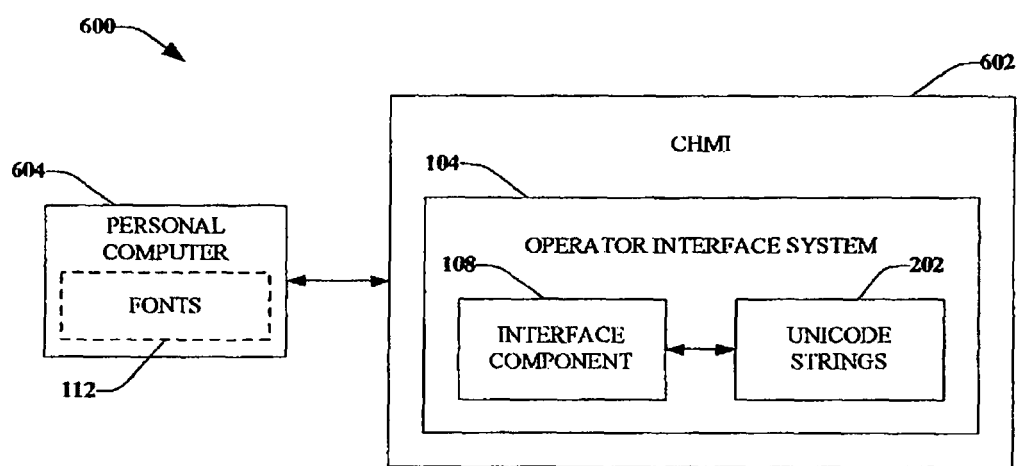 600
602
CHMI
604
104
PERSONAL
COMPUTER
OPERATOR INTERFACE SYSTEM
108
202
FONTS
INTERFACE
COMPONENT
UNICODE
STRINGS
112